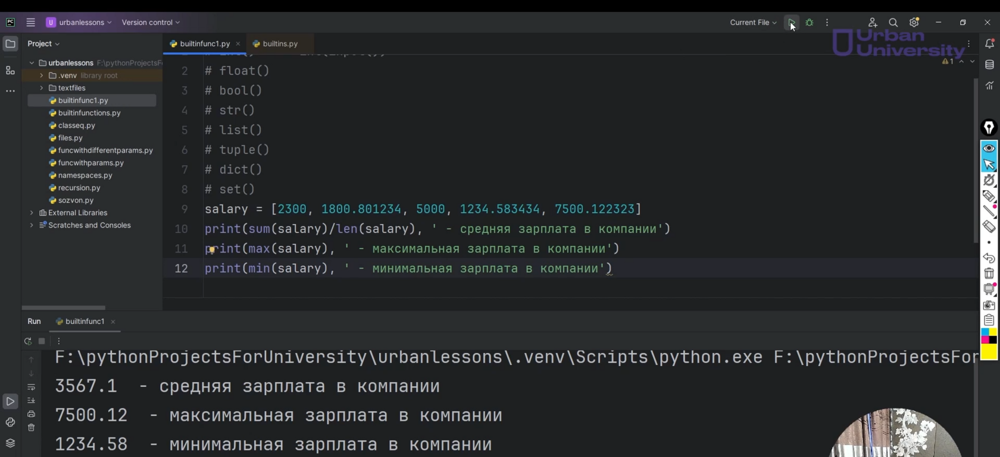 urbanlessons
Version control
Current File
Urban
University
Project
builtinfunc1.py
builtins.py
urbanlessons F:\pythonProjectsFo
.venv library root
textfiles
builtinfunc1.py
builtinfunctions.py
classeq.py
files.py
funcwithdifferentparams.py
funcwithparams.py
namespaces.py
recursion.py
sozvon.py
External Libraries
Scratches and Consoles
1
2 # float()
3 # bool()
4 # str()
5 # list()
6 # tuple()
7 # dict()
8 # set()
9 salary = [2300, 1800.801234, 5000, 1234.583434, 7500.122323]
10 print(sum(salary)/len(salary), ' - средняя зарплата в компании')
11 print(max(salary), ' - максимальная зарплата в компании')
12 print(min(salary), ' - минимальная зарплата в компании')
Run
builtinfunc1
F:\pythonProjectsForUniversity\urbanlessons\.venv\Scripts\python.exe F:\pythonProjectsFor
3567.1 - средняя зарплата в компании
7500.12 - максимальная зарплата в компании
1234.58 - минимальная зарплата в компании